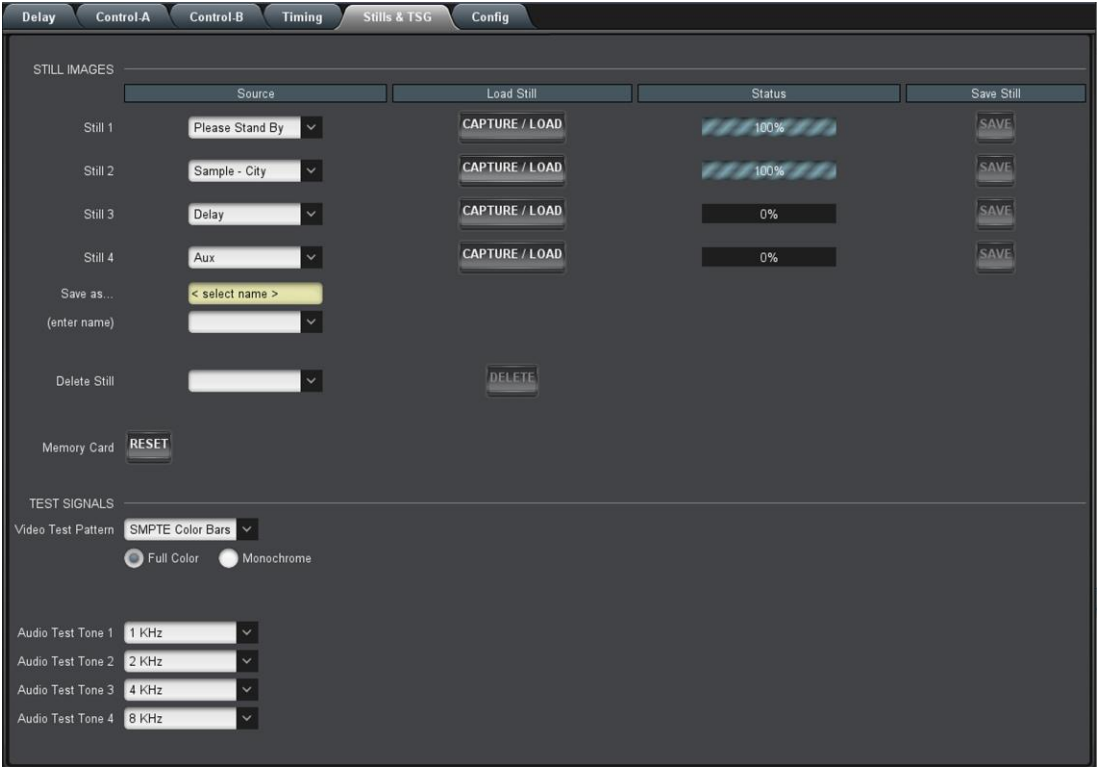 Delay Control-A Control-B Timing Stills & TSG Config
STILL IMAGES
Source Load Still Status Save Still
Still 1 Please Stand By CAPTURE / LOAD 100% SAVE
Still 2 Sample - City CAPTURE / LOAD 100% SAVE
Still 3 Delay CAPTURE / LOAD 0% SAVE
Still 4 Aux CAPTURE / LOAD 0% SAVE
Save as... < select name >
(enter name)
Delete Still DELETE
Memory Card RESET
TEST SIGNALS
Video Test Pattern SMPTE Color Bars
Full Color Monochrome
Audio Test Tone 1 1 KHz
Audio Test Tone 2 2 KHz
Audio Test Tone 3 4 KHz
Audio Test Tone 4 8 KHz